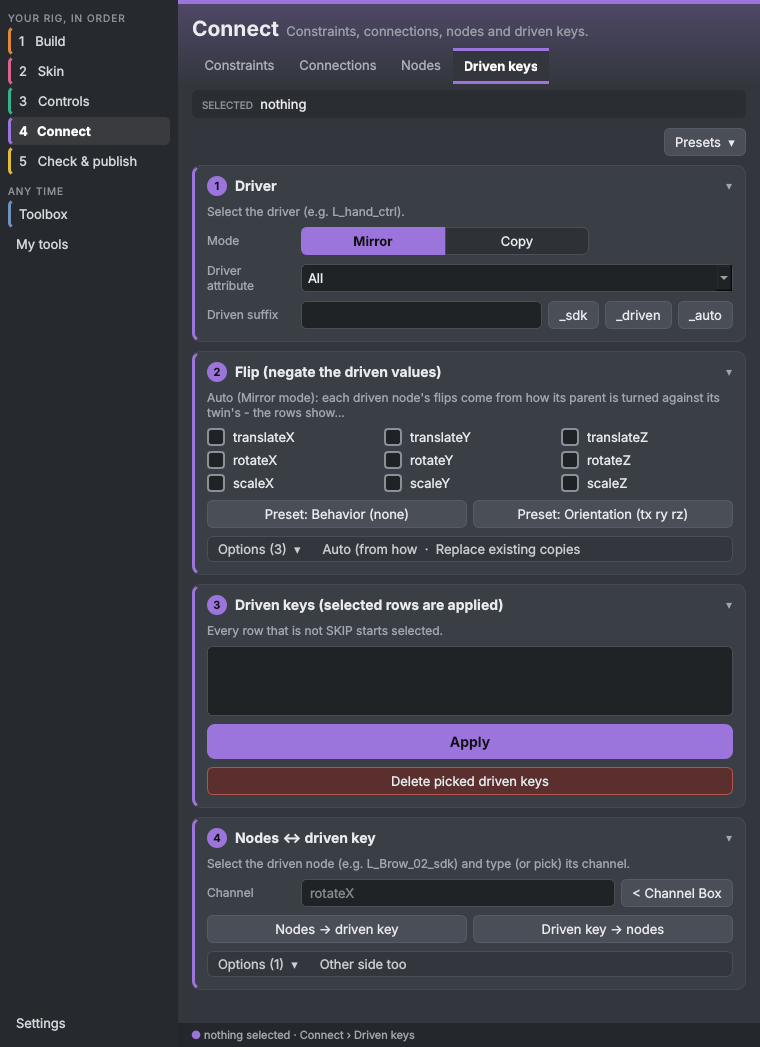 YOUR RIG, IN ORDER
1 Build
2 Skin
3 Controls
4 Connect
5 Check & publish
ANY TIME
Toolbox
My tools
Settings
Connect Constraints, connections, nodes and driven keys.
Constraints Connections Nodes Driven keys
SELECTED nothing
Presets ▾
1 Driver ▾
Select the driver (e.g. L_hand_ctrl).
Mode Mirror Copy
Driver
attribute
All
Driven suffix _sdk _driven _auto
2 Flip (negate the driven values) ▾
Auto (Mirror mode): each driven node's flips come from how its parent is turned against its
twin's - the rows show...
translateX translateY translateZ
rotateX rotateY rotateZ
scaleX scaleY scaleZ
Preset: Behavior (none) Preset: Orientation (tx ry rz)
Options (3) ▾ Auto (from how · Replace existing copies
3 Driven keys (selected rows are applied) ▾
Every row that is not SKIP starts selected.
Apply
Delete picked driven keys
4 Nodes ↔ driven key ▾
Select the driven node (e.g. L_Brow_02_sdk) and type (or pick) its channel.
Channel rotateX < Channel Box
Nodes → driven key Driven key → nodes
Options (1) ▾ Other side too
nothing selected · Connect › Driven keys